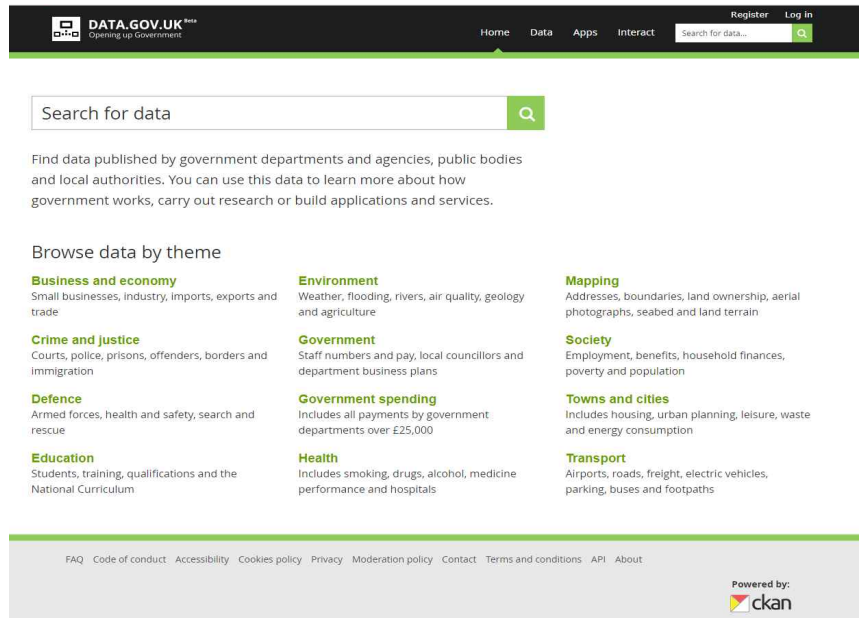 Register Log in
DATA.GOV.UK Beta
Opening up Government
Home Data Apps Interact Search for data...
Search for data
Find data published by government departments and agencies, public bodies
and local authorities. You can use this data to learn more about how
government works, carry out research or build applications and services.
Browse data by theme
Business and economy
Small businesses, industry, imports, exports and
trade
Crime and justice
Courts, police, prisons, offenders, borders and
immigration
Defence
Armed forces, health and safety, search and
rescue
Education
Students, training, qualifications and the
National Curriculum
Environment
Weather, flooding, rivers, air quality, geology
and agriculture
Government
Staff numbers and pay, local councillors and
department business plans
Government spending
Includes all payments by government
departments over £25,000
Health
Includes smoking, drugs, alcohol, medicine
performance and hospitals
Mapping
Addresses, boundaries, land ownership, aerial
photographs, seabed and land terrain
Society
Employment, benefits, household finances,
poverty and population
Towns and cities
Includes housing, urban planning, leisure, waste
and energy consumption
Transport
Airports, roads, freight, electric vehicles,
parking, buses and footpaths
FAQ Code of conduct Accessibility Cookies policy Privacy Moderation policy Contact Terms and conditions API About
Powered by:
ckan